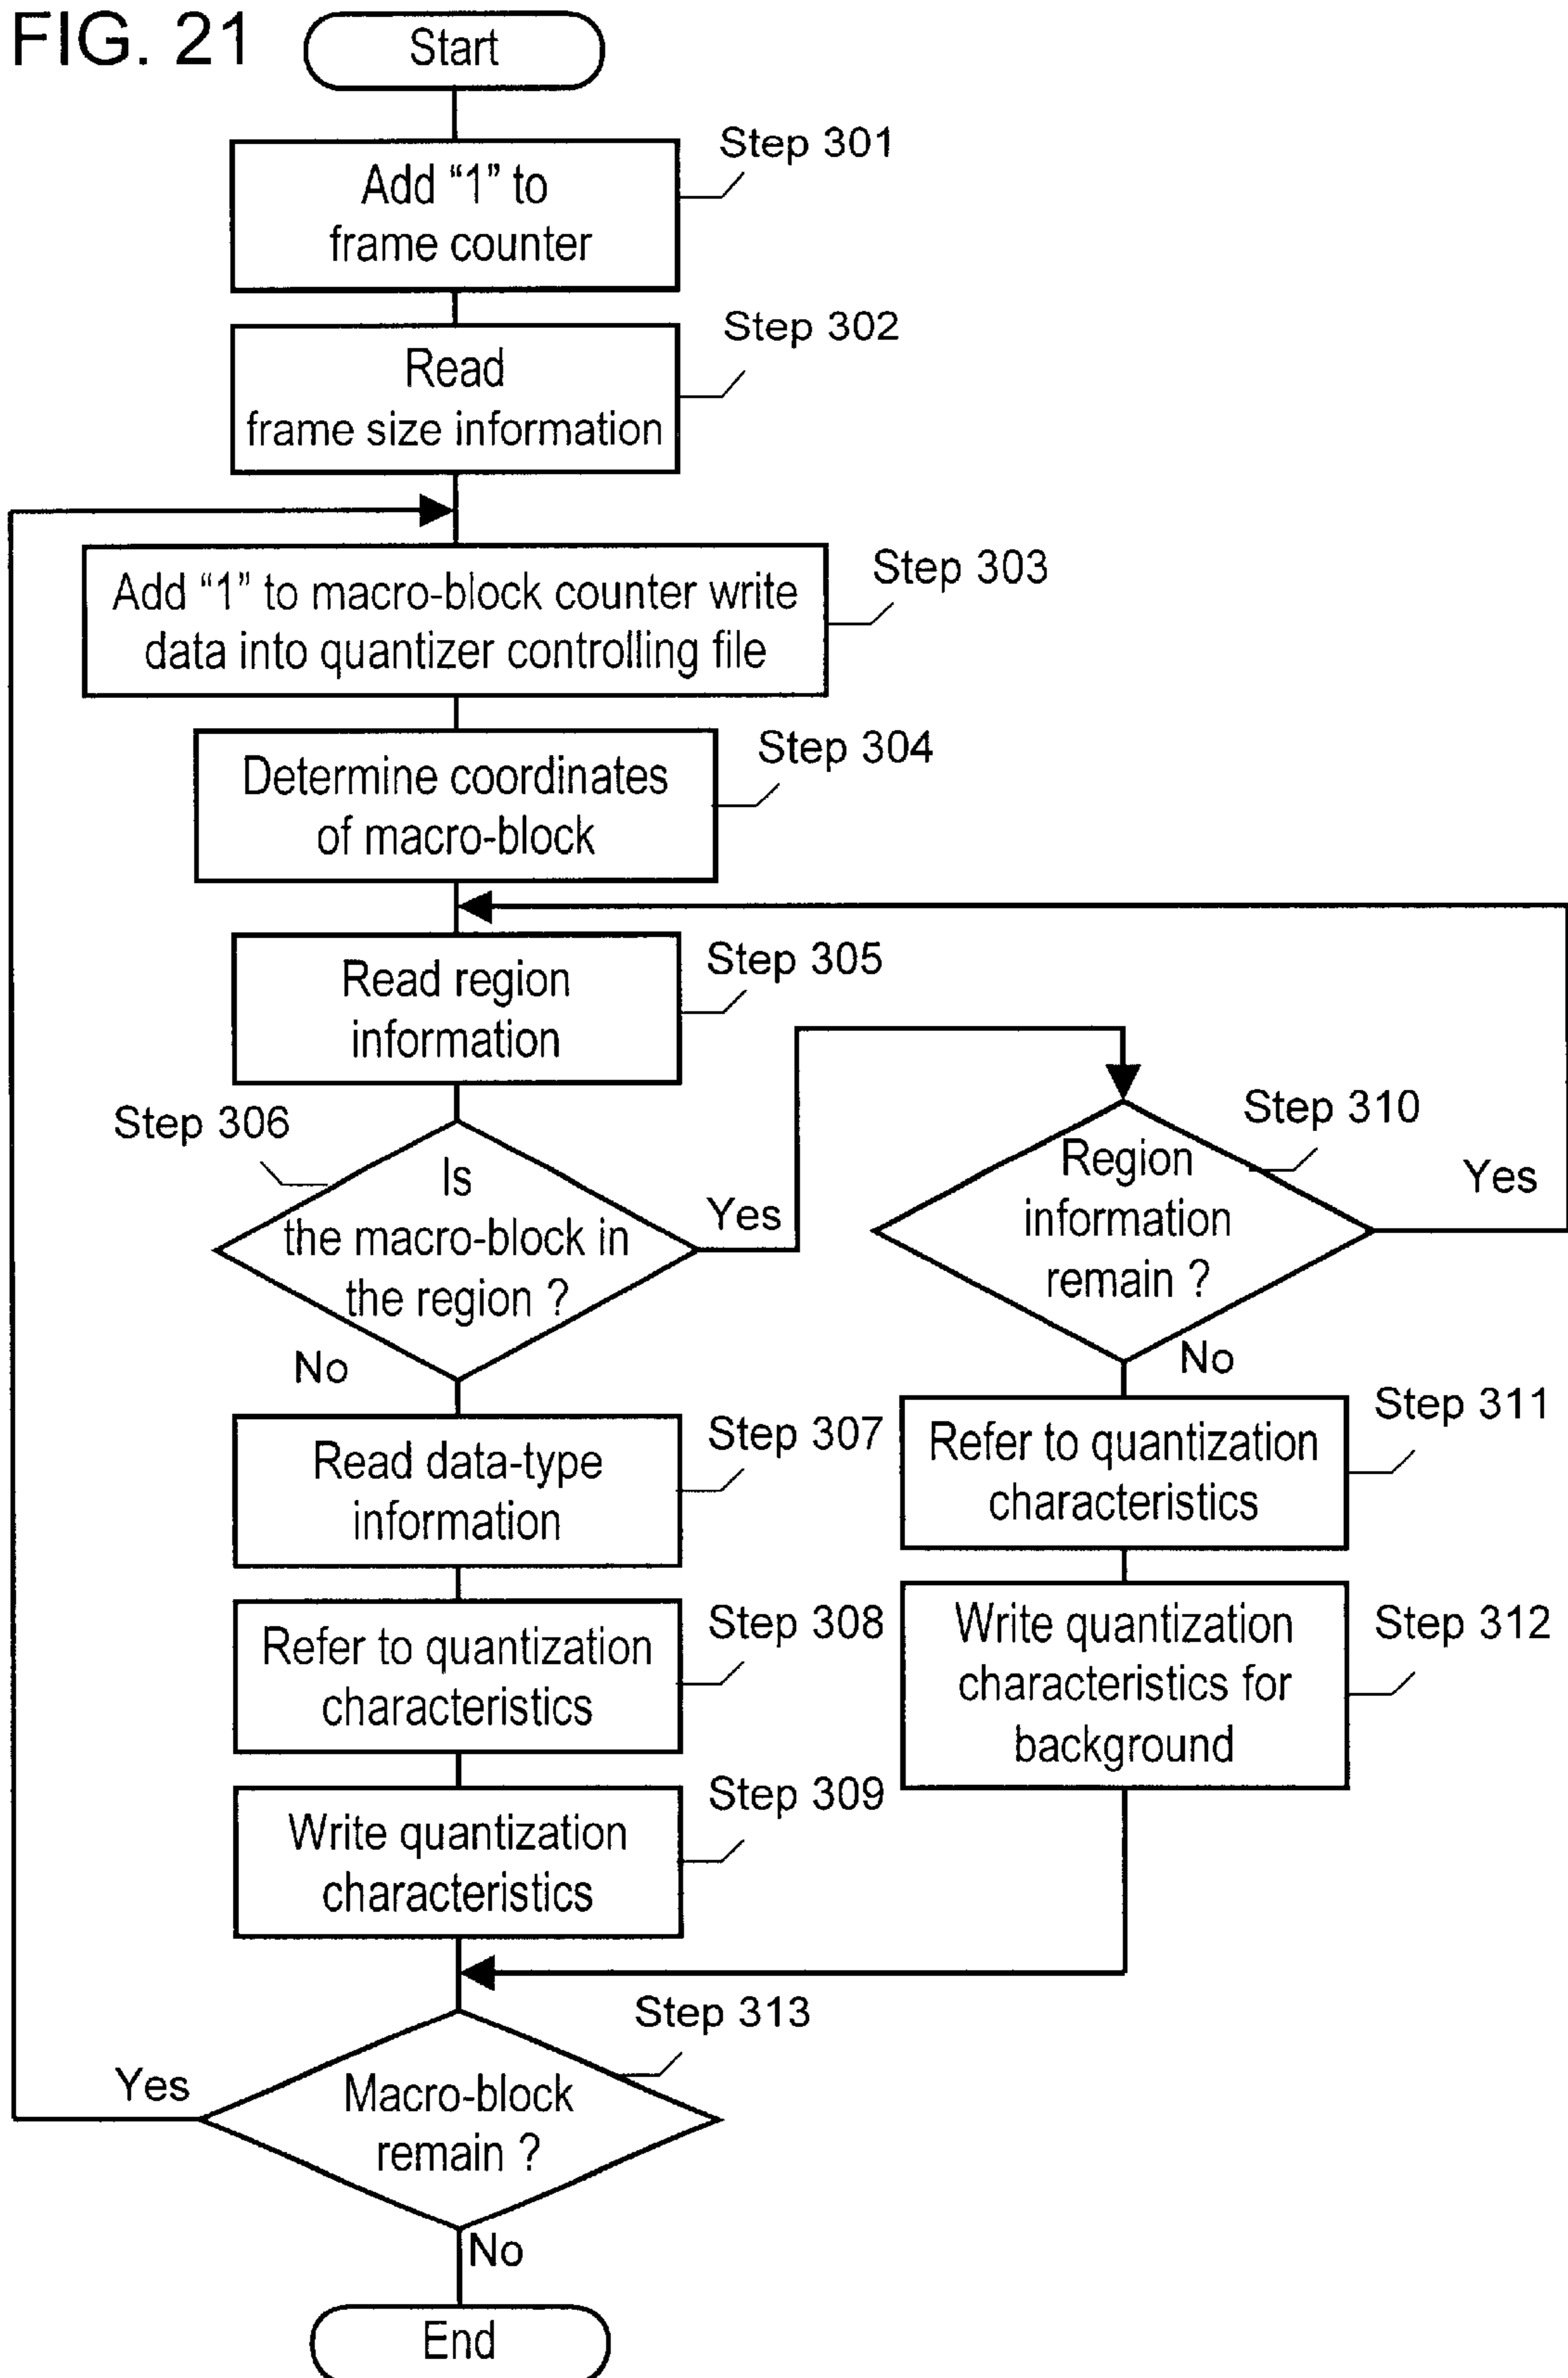 FIG. 21
Start
Step 301
Add “1” to
frame counter
Step 302
Read
frame size information
Step 303
Add “1” to macro-block counter write
data into quantizer controlling file
Step 304
Determine coordinates
of macro-block
Step 305
Read region
information
Step 306
Is
the macro-block in
the region ?
Yes
No
Step 310
Region
information
remain ?
Yes
No
Step 307
Read data-type
information
Step 311
Refer to quantization
characteristics
Step 308
Refer to quantization
characteristics
Step 312
Write quantization
characteristics for
background
Step 309
Write quantization
characteristics
Step 313
Macro-block
remain ?
Yes
No
End